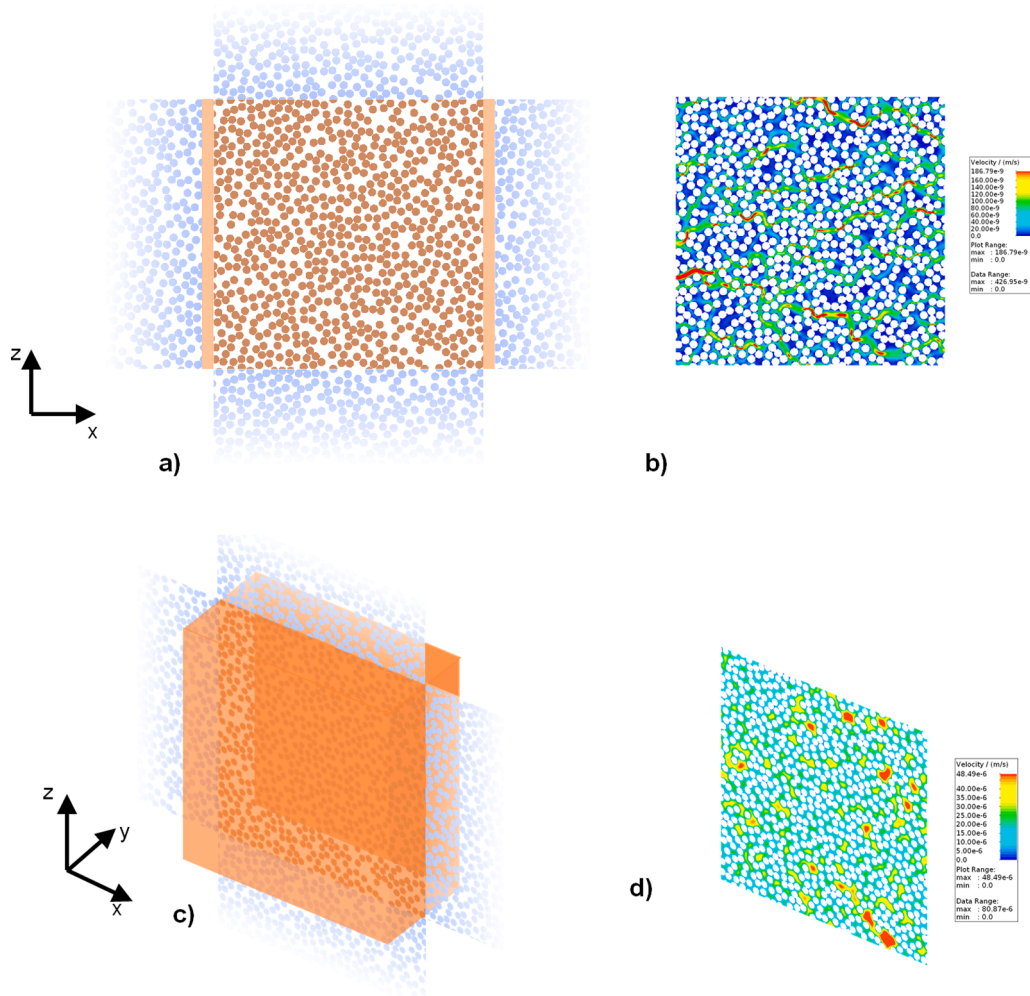 z
x
a)
b)
Velocity / (m/s)
186.79e-9
160.00e-9
140.00e-9
120.00e-9
100.00e-9
80.00e-9
60.00e-9
40.00e-9
20.00e-9
0.0
Plot Range:
max : 186.79e-9
min : 0.0
Data Range:
max : 426.95e-9
min : 0.0
z
y
x
c)
d)
Velocity / (m/s)
48.49e-6
40.00e-6
35.00e-6
30.00e-6
25.00e-6
20.00e-6
15.00e-6
10.00e-6
5.00e-6
0.0
Plot Range:
max : 48.49e-6
min : 0.0
Data Range:
max : 80.87e-6
min : 0.0